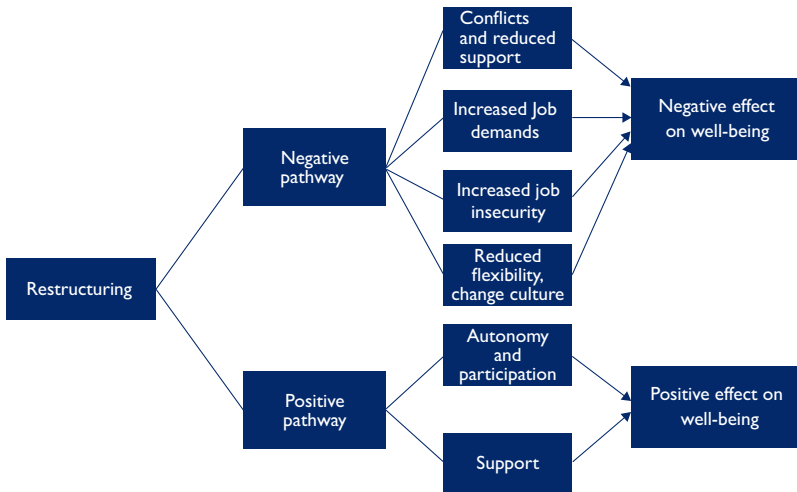 Conflicts
and reduced
support
Increased Job
demands
Negative effect
on well-being
Negative
pathway
Increased job
insecurity
Reduced
flexibility,
change culture
Restructuring
Autonomy
and
participation
Positive
pathway
Positive effect on
well-being
Support